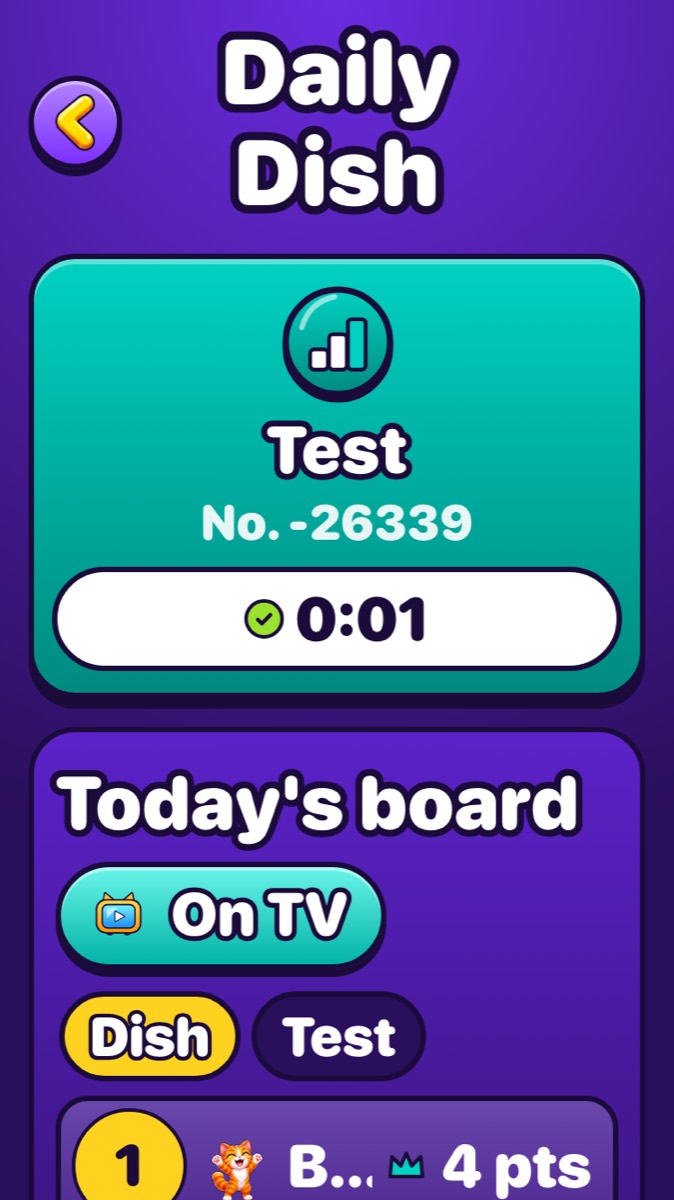 Daily
Dish
Test
No. -26339
0:01
Today's board
On TV
Dish
Test
1 B... 4 pts